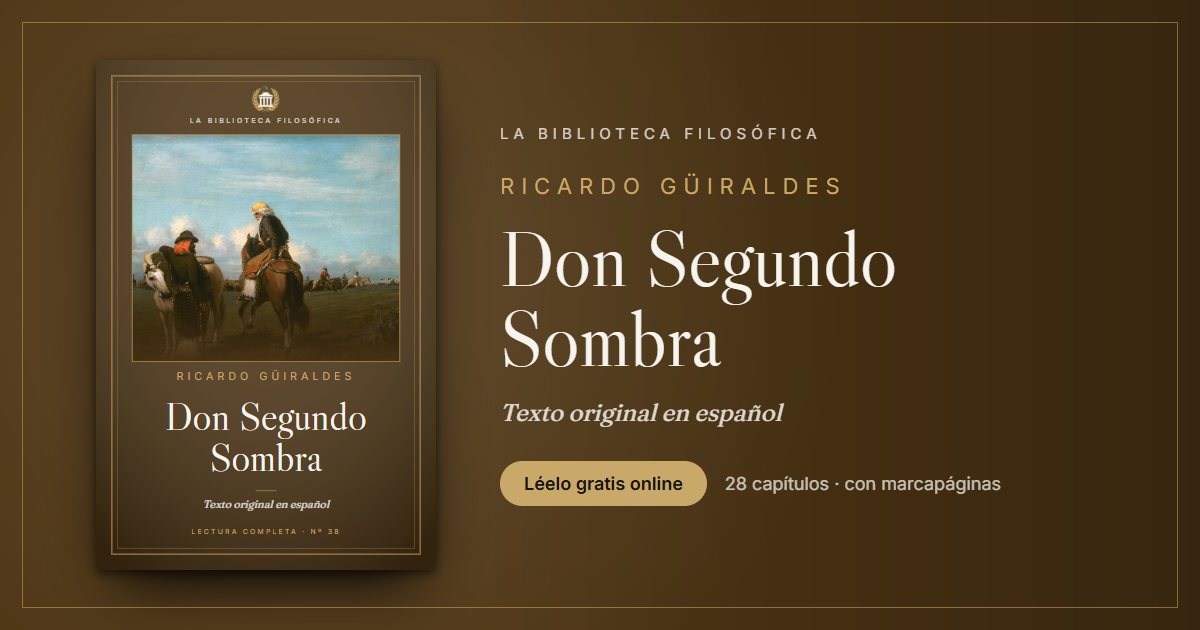 LA BIBLIOTECA FILOSÓFICA
RICARDO GÜIRALDES
Don Segundo
Sombra
Texto original en español
LECTURA COMPLETA · Nº 38
LA BIBLIOTECA FILOSÓFICA
RICARDO GÜIRALDES
Don Segundo
Sombra
Texto original en español
Léelo gratis online
28 capítulos · con marcapáginas